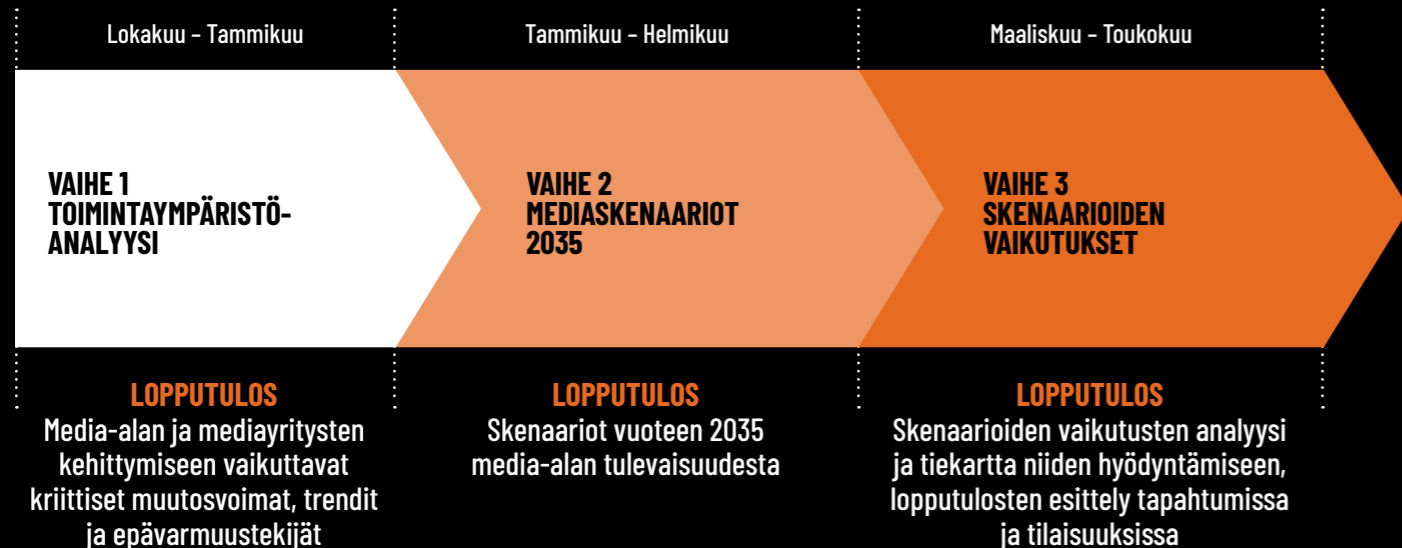 Lokakuu – Tammikuu
Tammikuu – Helmikuu
Maaliskuu – Toukokuu
VAIHE 1
TOIMINTAYMPÄRISTÖ-
ANALYYSI
VAIHE 2
MEDIASKENAARIOT
2035
VAIHE 3
SKENAARIOIDEN
VAIKUTUKSET
LOPPUTULOS
Media-alan ja mediayritysten
kehittymiseen vaikuttavat
kriittiset muutosvoimat, trendit
ja epävarmuustekijät
LOPPUTULOS
Skenaariot vuoteen 2035
media-alan tulevaisuudesta
LOPPUTULOS
Skenaarioiden vaikutusten analyysi
ja tiekartta niiden hyödyntämiseen,
lopputulosten esittely tapahtumissa
ja tilaisuuksissa